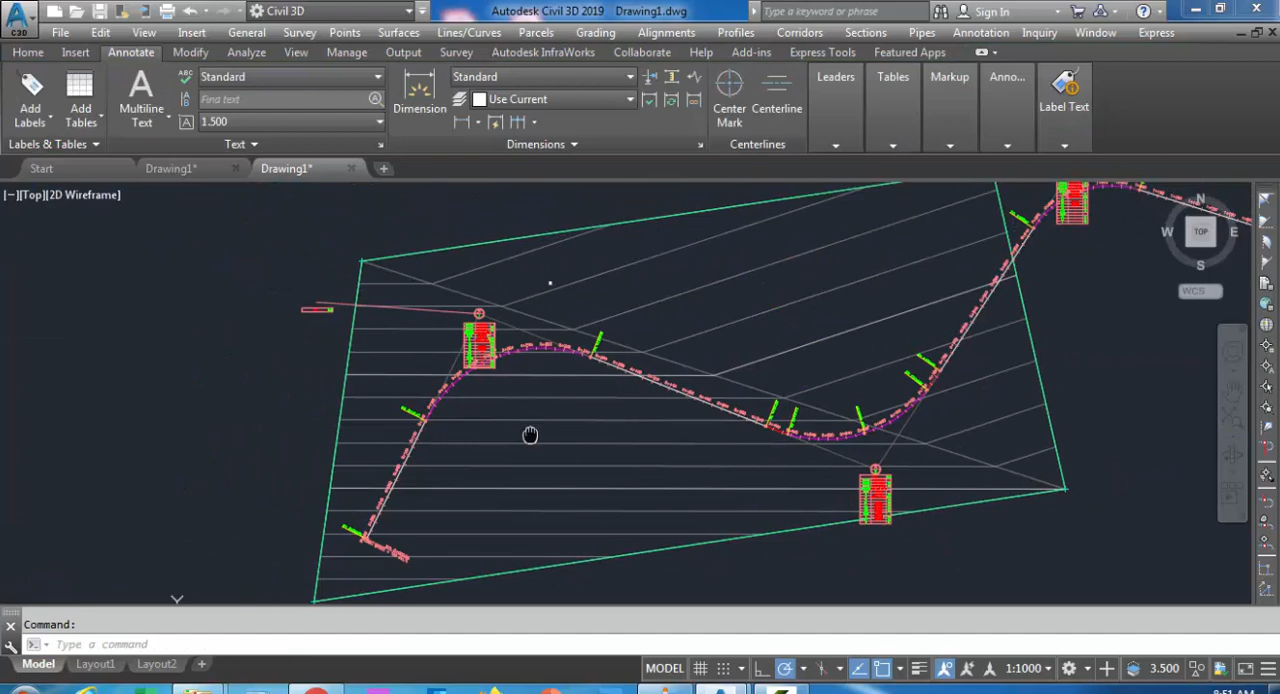 C3D
Civil 3D
Autodesk Civil 3D 2019 Drawing1.dwg
Type a keyword or phrase
Sign In
File Edit View Insert General Survey Points Surfaces Lines/Curves Parcels Grading Alignments Profiles Corridors Sections Pipes Annotation Inquiry Window Express
Home Insert Annotate Modify Analyze View Manage Output Survey Autodesk InfraWorks Collaborate Help Add-ins Express Tools Featured Apps
Add Labels
Add Tables
Labels & Tables
A
Multiline Text
ABC
Standard
Find text
A
1.500
Text
Dimension
Standard
Use Current
Dimensions
Center Mark
Centerline
Centerlines
Leaders
Tables
Markup
Anno...
Label Text
Start Drawing1* Drawing1*
[−][Top][2D Wireframe]
N
W TOP E
S
WCS
Command:
Type a command
Model Layout1 Layout2
MODEL 1:1000 3.500